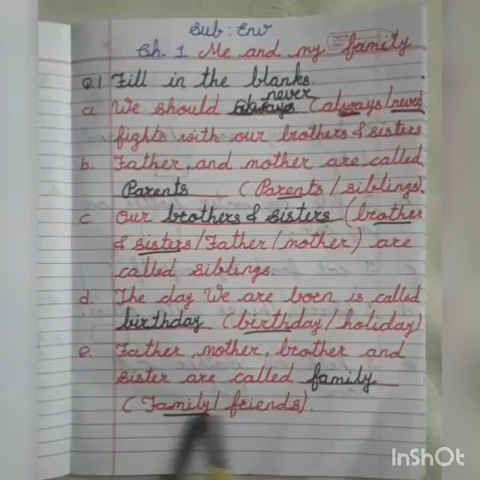 Sub : Env
Ch. 1 Me and my family
Q.1 Fill in the blanks.
never
a. We should always (always/never)
fights with our brothers & sisters
b. Father, and mother are called
Parents (Parents/siblings).
c. Our brothers & sisters (brother
& sisters/Father/mother) are
called siblings.
d. The day We are born is called
birthday (birthday/holiday)
e. Father, mother, brother and
sister are called family
(Family/friends).
InShOt